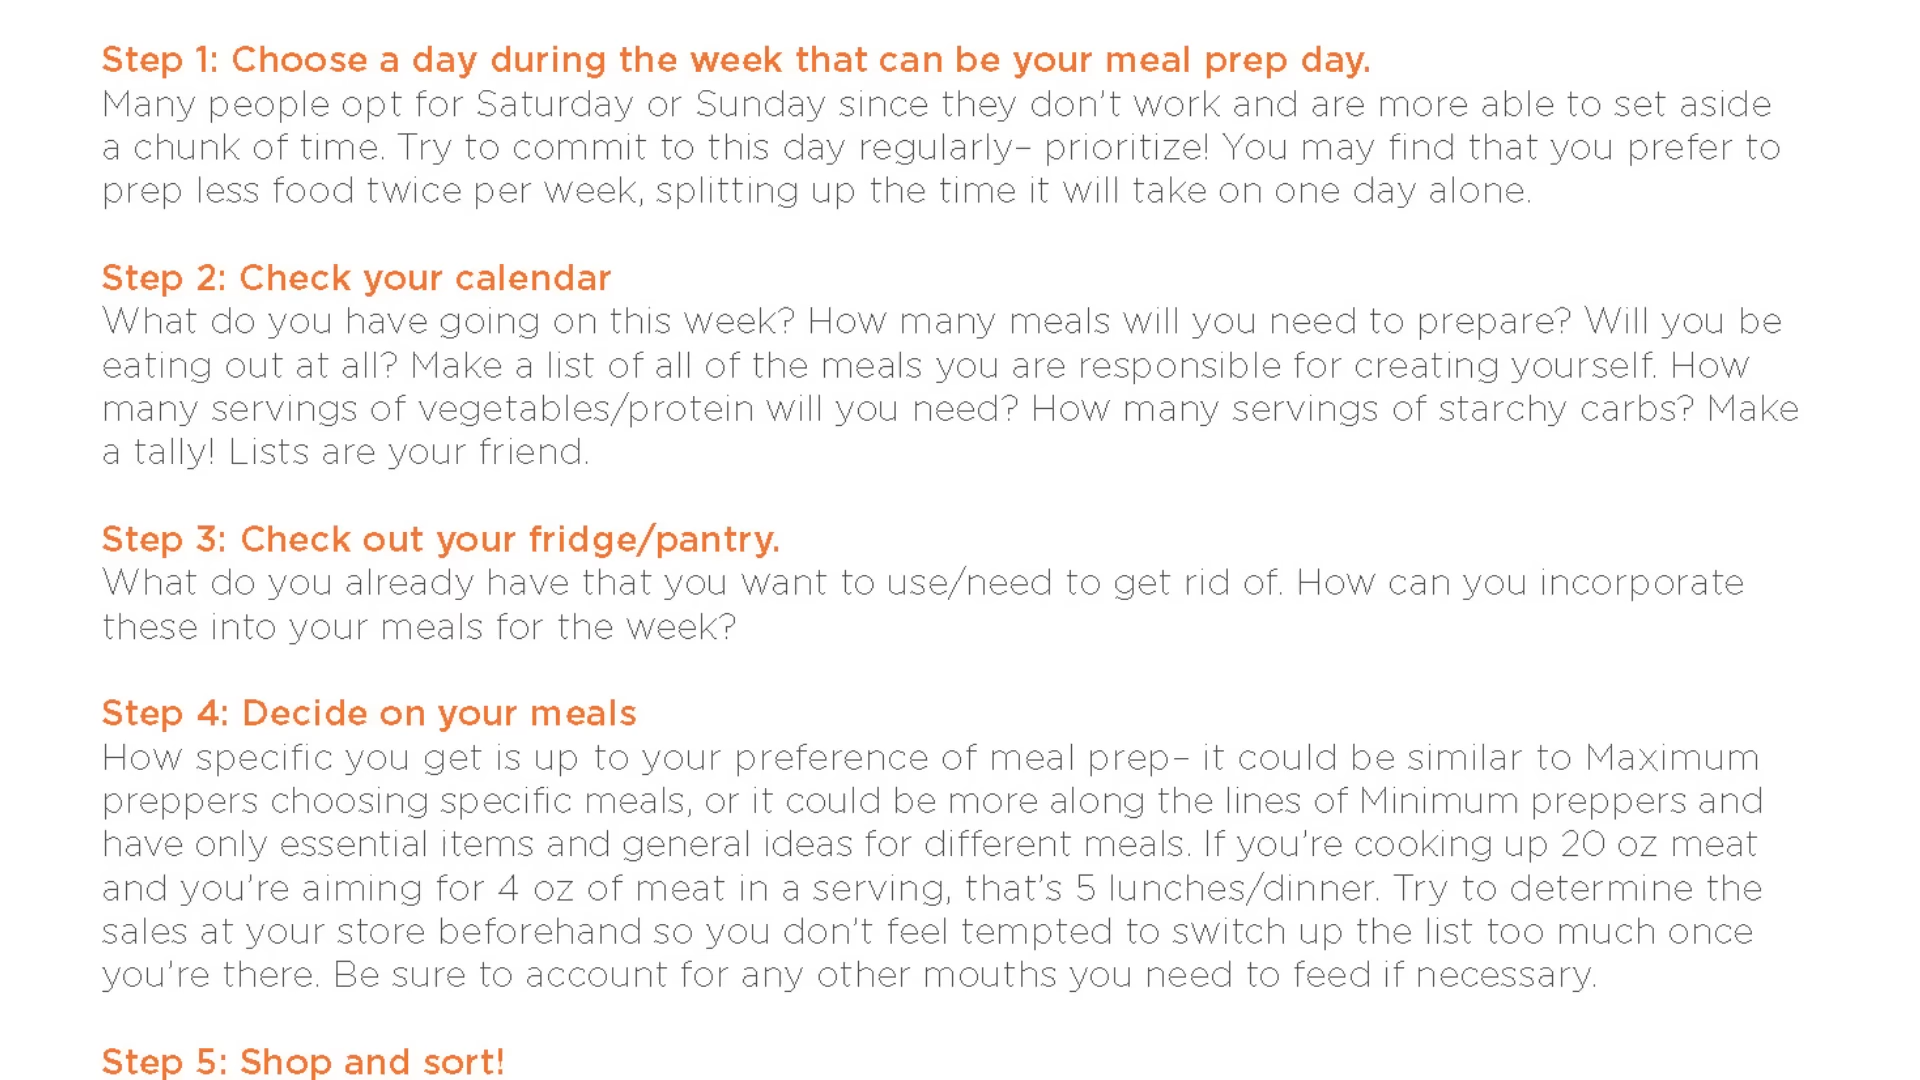 Step 1: Choose a day during the week that can be your meal prep day.
Many people opt for Saturday or Sunday since they don't work and are more able to set aside
a chunk of time. Try to commit to this day regularly– prioritize! You may find that you prefer to
prep less food twice per week, splitting up the time it will take on one day alone.
Step 2: Check your calendar
What do you have going on this week? How many meals will you need to prepare? Will you be
eating out at all? Make a list of all of the meals you are responsible for creating yourself. How
many servings of vegetables/protein will you need? How many servings of starchy carbs? Make
a tally! Lists are your friend.
Step 3: Check out your fridge/pantry.
What do you already have that you want to use/need to get rid of. How can you incorporate
these into your meals for the week?
Step 4: Decide on your meals
How specific you get is up to your preference of meal prep– it could be similar to Maximum
preppers choosing specific meals, or it could be more along the lines of Minimum preppers and
have only essential items and general ideas for different meals. If you're cooking up 20 oz meat
and you're aiming for 4 oz of meat in a serving, that's 5 lunches/dinner. Try to determine the
sales at your store beforehand so you don't feel tempted to switch up the list too much once
you're there. Be sure to account for any other mouths you need to feed if necessary.
Step 5: Shop and sort!